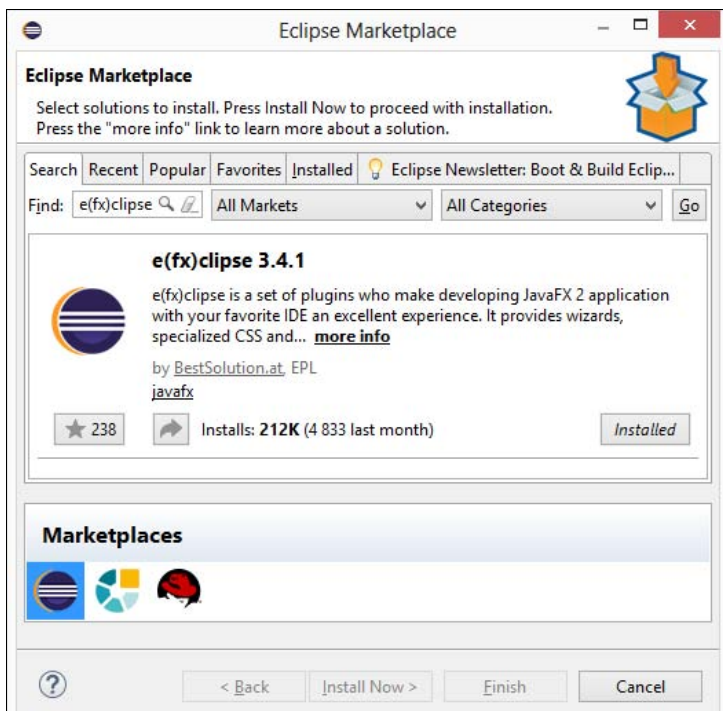 Eclipse Marketplace
Eclipse Marketplace
Select solutions to install. Press Install Now to proceed with installation.
Press the "more info" link to learn more about a solution.
Search Recent Popular Favorites Installed Eclipse Newsletter: Boot & Build Eclip...
Find: e(fx)clipse All Markets All Categories Go
e(fx)clipse 3.4.1
e(fx)clipse is a set of plugins who make developing JavaFX 2 application
with your favorite IDE an excellent experience. It provides wizards,
specialized CSS and... more info
by BestSolution.at, EPL
javafx
238 Installs: 212K (4 833 last month) Installed
Marketplaces
? < Back Install Now > Finish Cancel